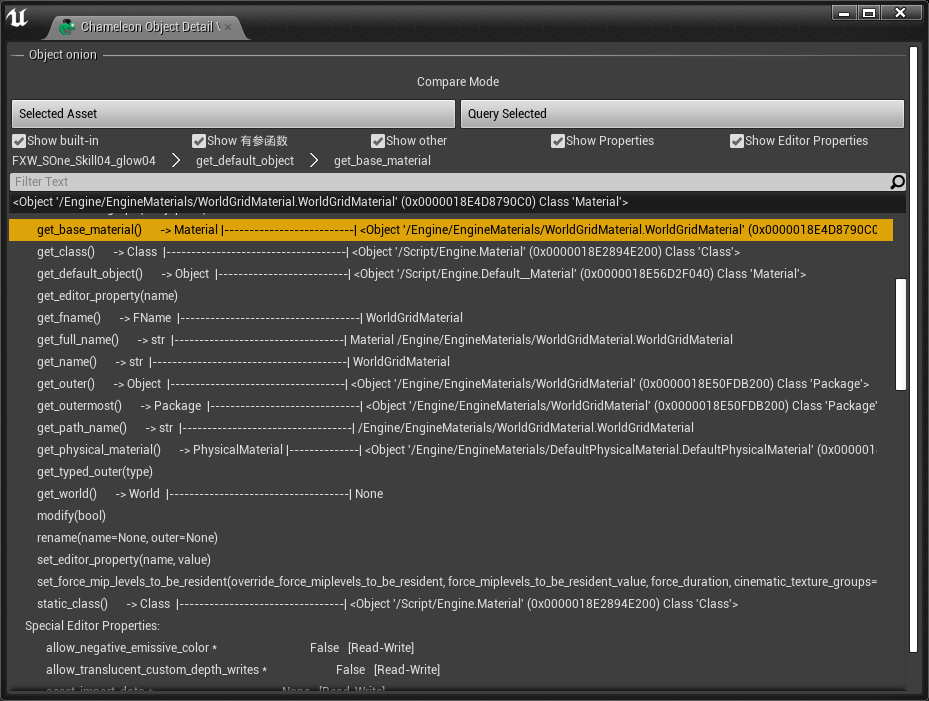 Chameleon Object Detail \
Object onion
Compare Mode
Selected Asset Query Selected
Show built-in Show 有参函数 Show other Show Properties Show Editor Properties
FXW_SOne_Skill04_glow04 > get_default_object > get_base_material
Filter Text
<Object '/Engine/EngineMaterials/WorldGridMaterial.WorldGridMaterial' (0x0000018E4D8790C0) Class 'Material'>
get_base_material() -> Material |--------------------------| <Object '/Engine/EngineMaterials/WorldGridMaterial.WorldGridMaterial' (0x0000018E4D8790C0
get_class() -> Class |------------------------------------| <Object '/Script/Engine.Material' (0x0000018E2894E200) Class 'Class'>
get_default_object() -> Object |--------------------------| <Object '/Script/Engine.Default__Material' (0x0000018E56D2F040) Class 'Material'>
get_editor_property(name)
get_fname() -> FName |------------------------------------| WorldGridMaterial
get_full_name() -> str |----------------------------------| Material /Engine/EngineMaterials/WorldGridMaterial.WorldGridMaterial
get_name() -> str |---------------------------------------| WorldGridMaterial
get_outer() -> Object |-----------------------------------| <Object '/Engine/EngineMaterials/WorldGridMaterial' (0x0000018E50FDB200) Class 'Package'>
get_outermost() -> Package |------------------------------| <Object '/Engine/EngineMaterials/WorldGridMaterial' (0x0000018E50FDB200) Class 'Package'
get_path_name() -> str |----------------------------------| /Engine/EngineMaterials/WorldGridMaterial.WorldGridMaterial
get_physical_material() -> PhysicalMaterial |--------------| <Object '/Engine/EngineMaterials/DefaultPhysicalMaterial.DefaultPhysicalMaterial' (0x000001
get_typed_outer(type)
get_world() -> World |------------------------------------| None
modify(bool)
rename(name=None, outer=None)
set_editor_property(name, value)
set_force_mip_levels_to_be_resident(override_force_miplevels_to_be_resident, force_miplevels_to_be_resident_value, force_duration, cinematic_texture_groups=
static_class() -> Class |---------------------------------| <Object '/Script/Engine.Material' (0x0000018E2894E200) Class 'Class'>
Special Editor Properties:
allow_negative_emissive_color * False [Read-Write]
allow_translucent_custom_depth_writes * False [Read-Write]
asset_import_data * None [Read-Write]